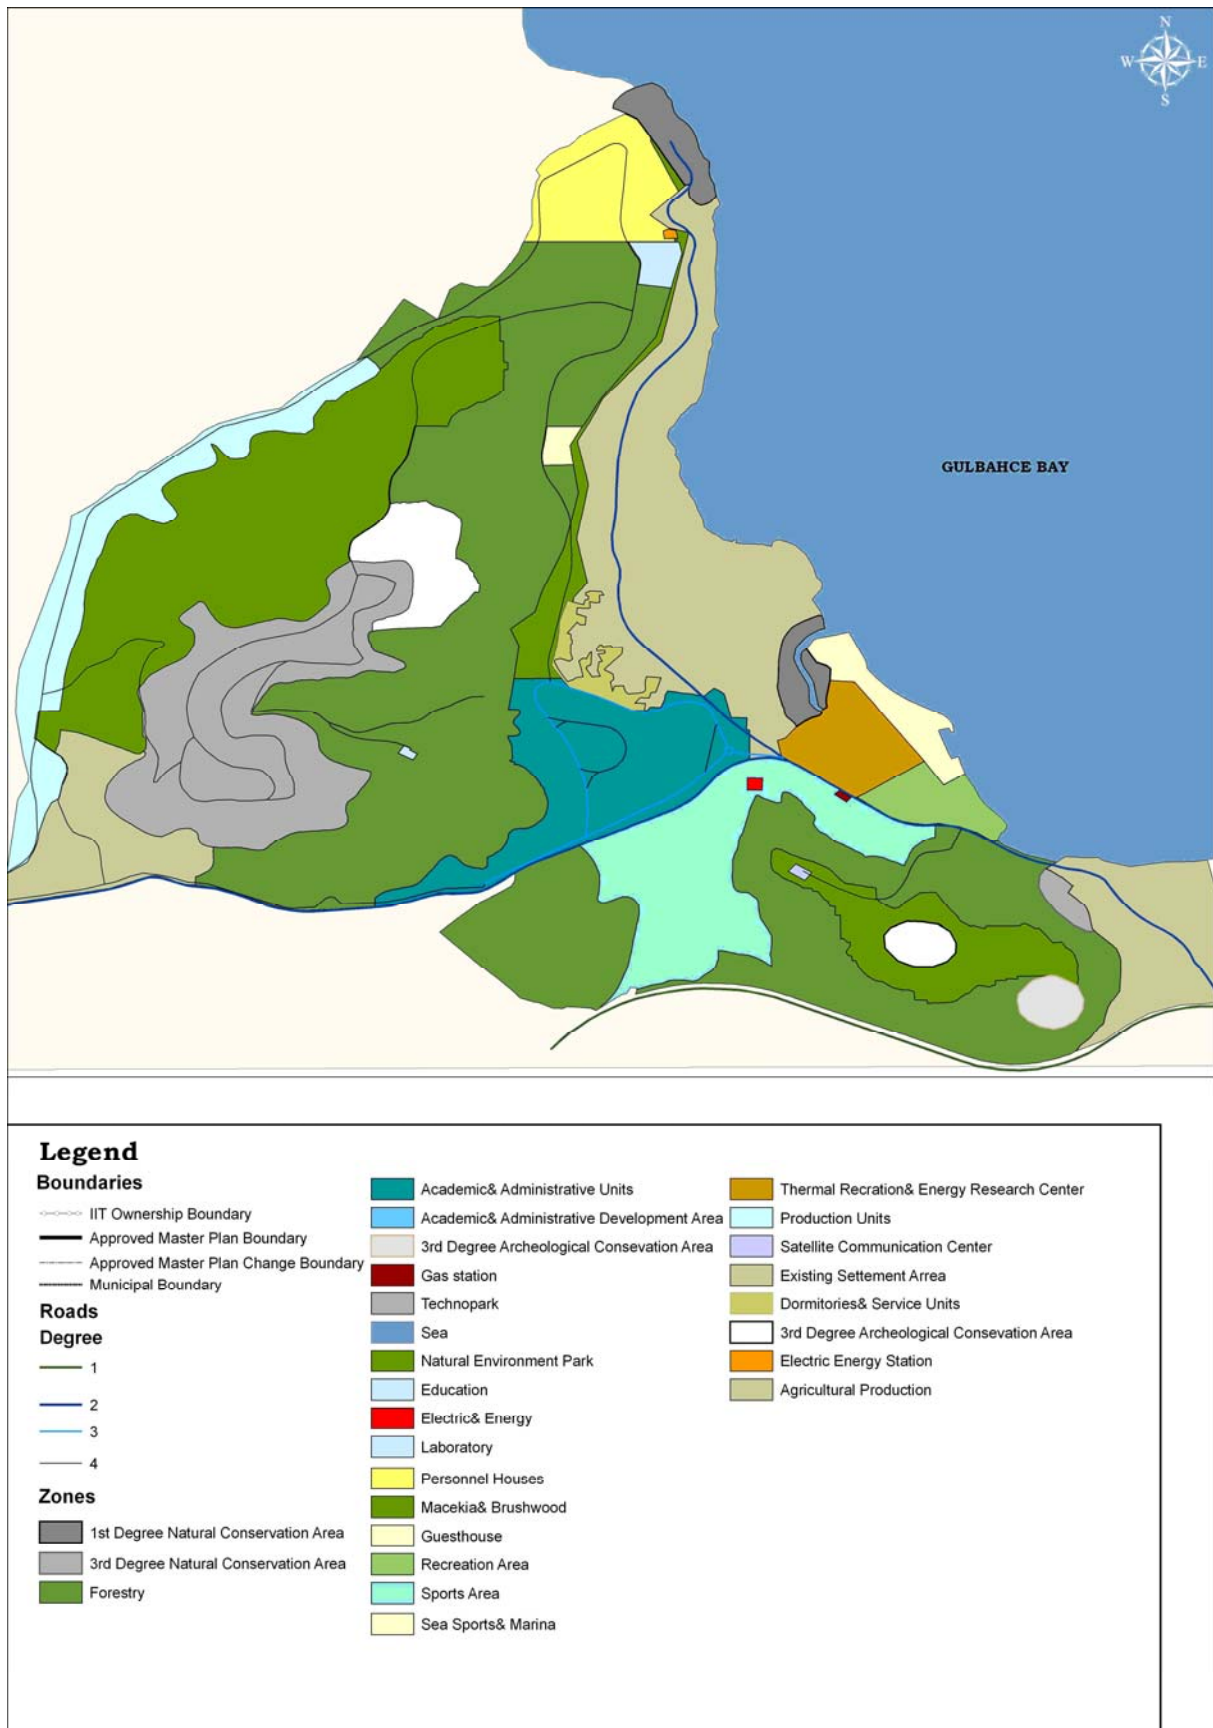 N
W E
S
GULBAHCE BAY
Legend
Boundaries
IIT Ownership Boundary
Approved Master Plan Boundary
Approved Master Plan Change Boundary
Municipal Boundary
Roads
Degree
1
2
3
4
Zones
1st Degree Natural Conservation Area
3rd Degree Natural Conservation Area
Forestry
Academic& Administrative Units
Academic& Administrative Development Area
3rd Degree Archeological Consevation Area
Gas station
Technopark
Sea
Natural Environment Park
Education
Electric& Energy
Laboratory
Personnel Houses
Macekia& Brushwood
Guesthouse
Recreation Area
Sports Area
Sea Sports& Marina
Thermal Recration& Energy Research Center
Production Units
Satellite Communication Center
Existing Settement Arrea
Dormitories& Service Units
3rd Degree Archeological Consevation Area
Electric Energy Station
Agricultural Production